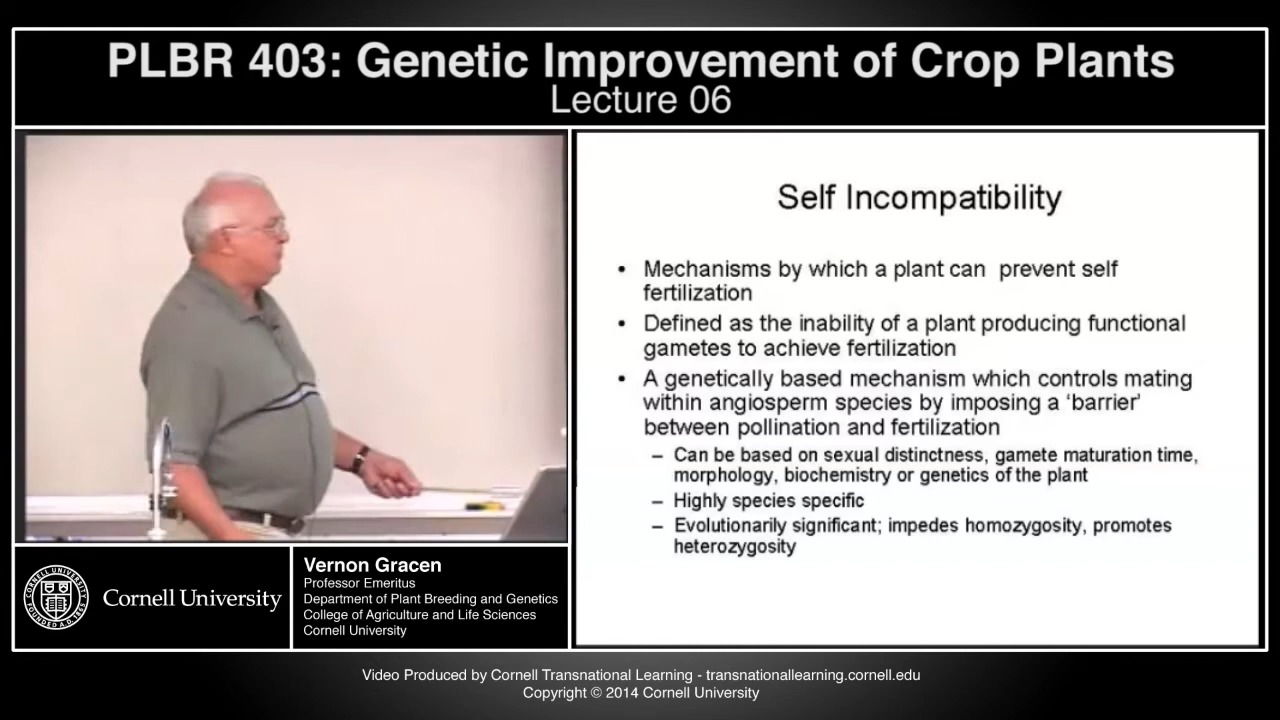 PLBR 403: Genetic Improvement of Crop Plants
Lecture 06
Self Incompatibility
• Mechanisms by which a plant can prevent self
fertilization
• Defined as the inability of a plant producing functional
gametes to achieve fertilization
• A genetically based mechanism which controls mating
within angiosperm species by imposing a ‘barrier’
between pollination and fertilization
– Can be based on sexual distinctness, gamete maturation time,
morphology, biochemistry or genetics of the plant
– Highly species specific
– Evolutionarily significant; impedes homozygosity, promotes
heterozygosity
Cornell University
Vernon Gracen
Professor Emeritus
Department of Plant Breeding and Genetics
College of Agriculture and Life Sciences
Cornell University
Video Produced by Cornell Transnational Learning - transnationallearning.cornell.edu
Copyright © 2014 Cornell University